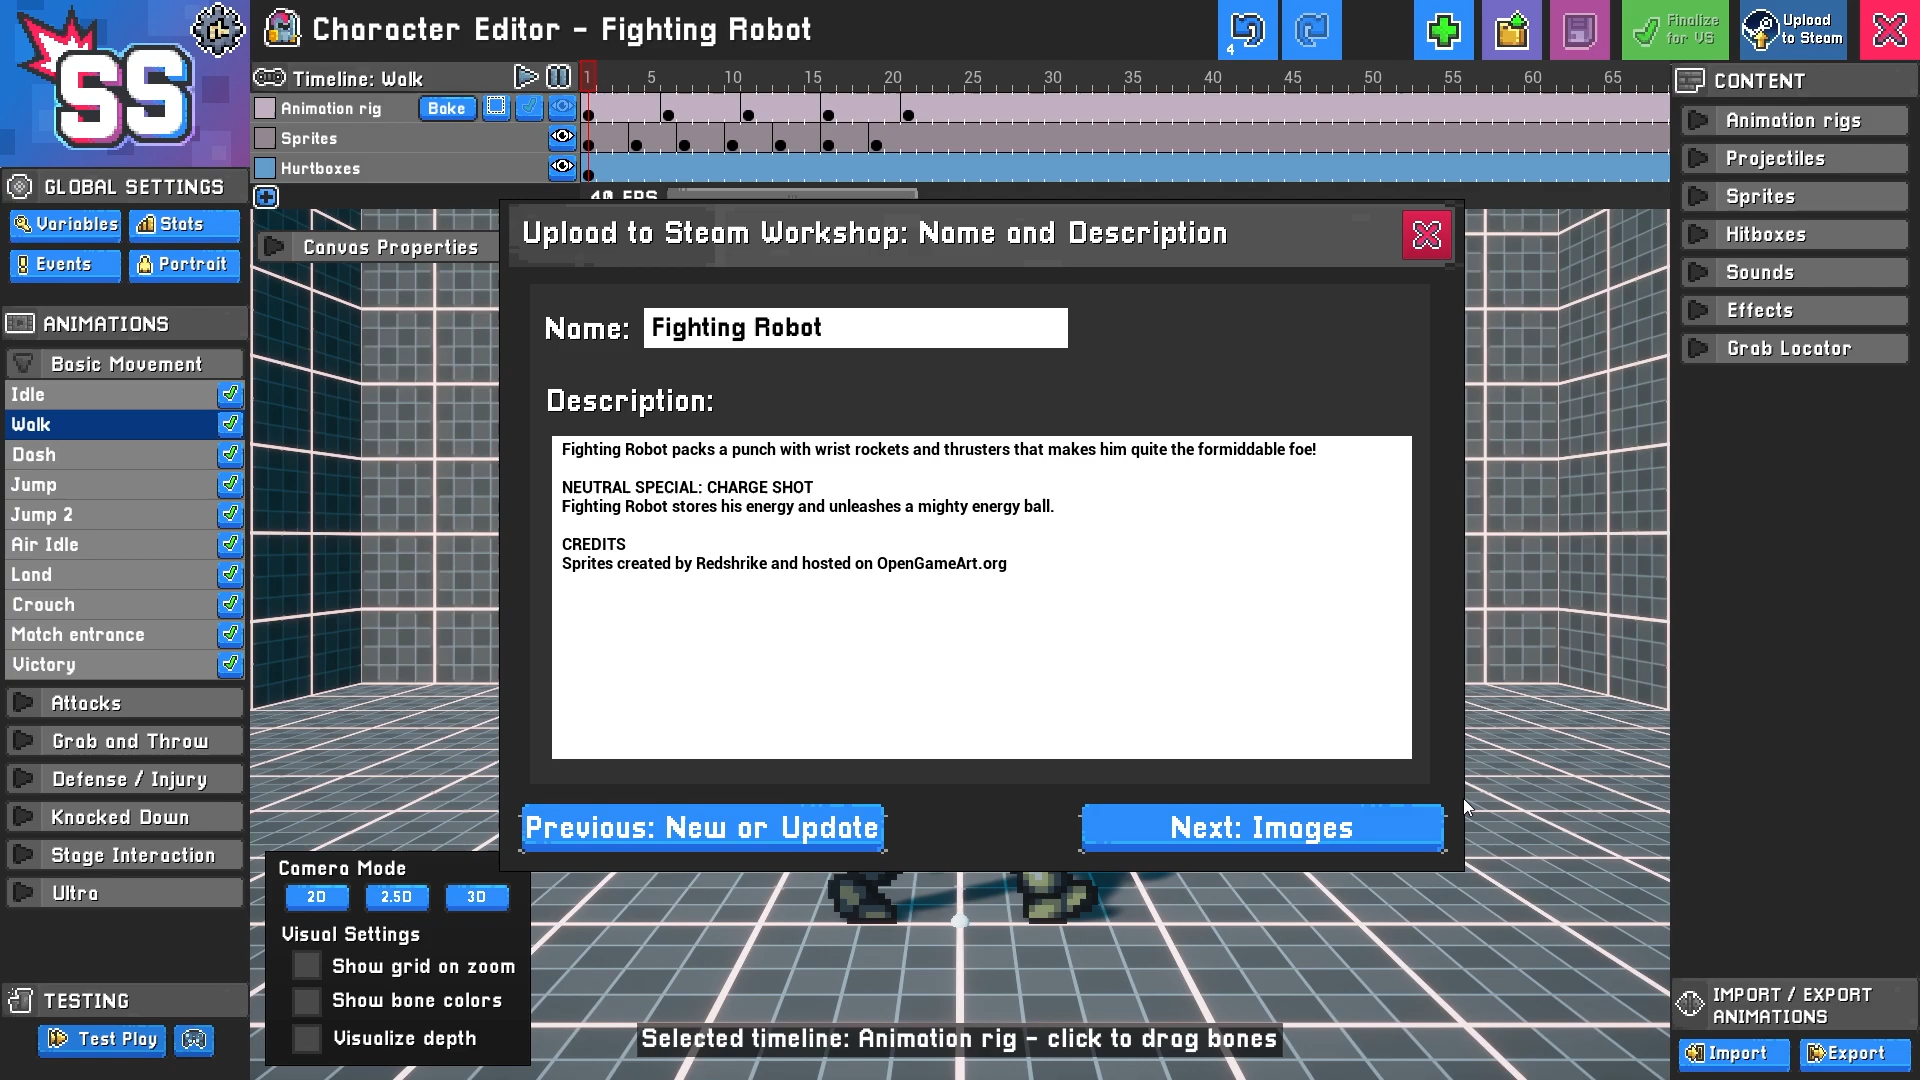 SS
Character Editor - Fighting Robot
4
Finalize for VS
Upload to Steam
Timeline: Walk
1 5 10 15 20 25 30 35 40 45 50 55 60 65
Animation rig
Bake
Sprites
Hurtboxes
GLOBAL SETTINGS
Variables
Stats
Events
Portrait
ANIMATIONS
Basic Movement
Idle
Walk
Dash
Jump
Jump 2
Air Idle
Land
Crouch
Match entrance
Victory
Attacks
Grab and Throw
Defense / Injury
Knocked Down
Stage Interaction
Ultra
TESTING
Test Play
Canvas Properties
Upload to Steam Workshop: Name and Description
Name:
Fighting Robot
Description:
Fighting Robot packs a punch with wrist rockets and thrusters that makes him quite the formiddable foe!
NEUTRAL SPECIAL: CHARGE SHOT
Fighting Robot stores his energy and unleashes a mighty energy ball.
CREDITS
Sprites created by Redshrike and hosted on OpenGameArt.org
Previous: New or Update
Next: Images
Camera Mode
2D
2.5D
3D
Visual Settings
Show grid on zoom
Show bone colors
Visualize depth
Selected timeline: Animation rig - click to drag bones
CONTENT
Animation rigs
Projectiles
Sprites
Hitboxes
Sounds
Effects
Grab Locator
IMPORT / EXPORT
ANIMATIONS
Import
Export